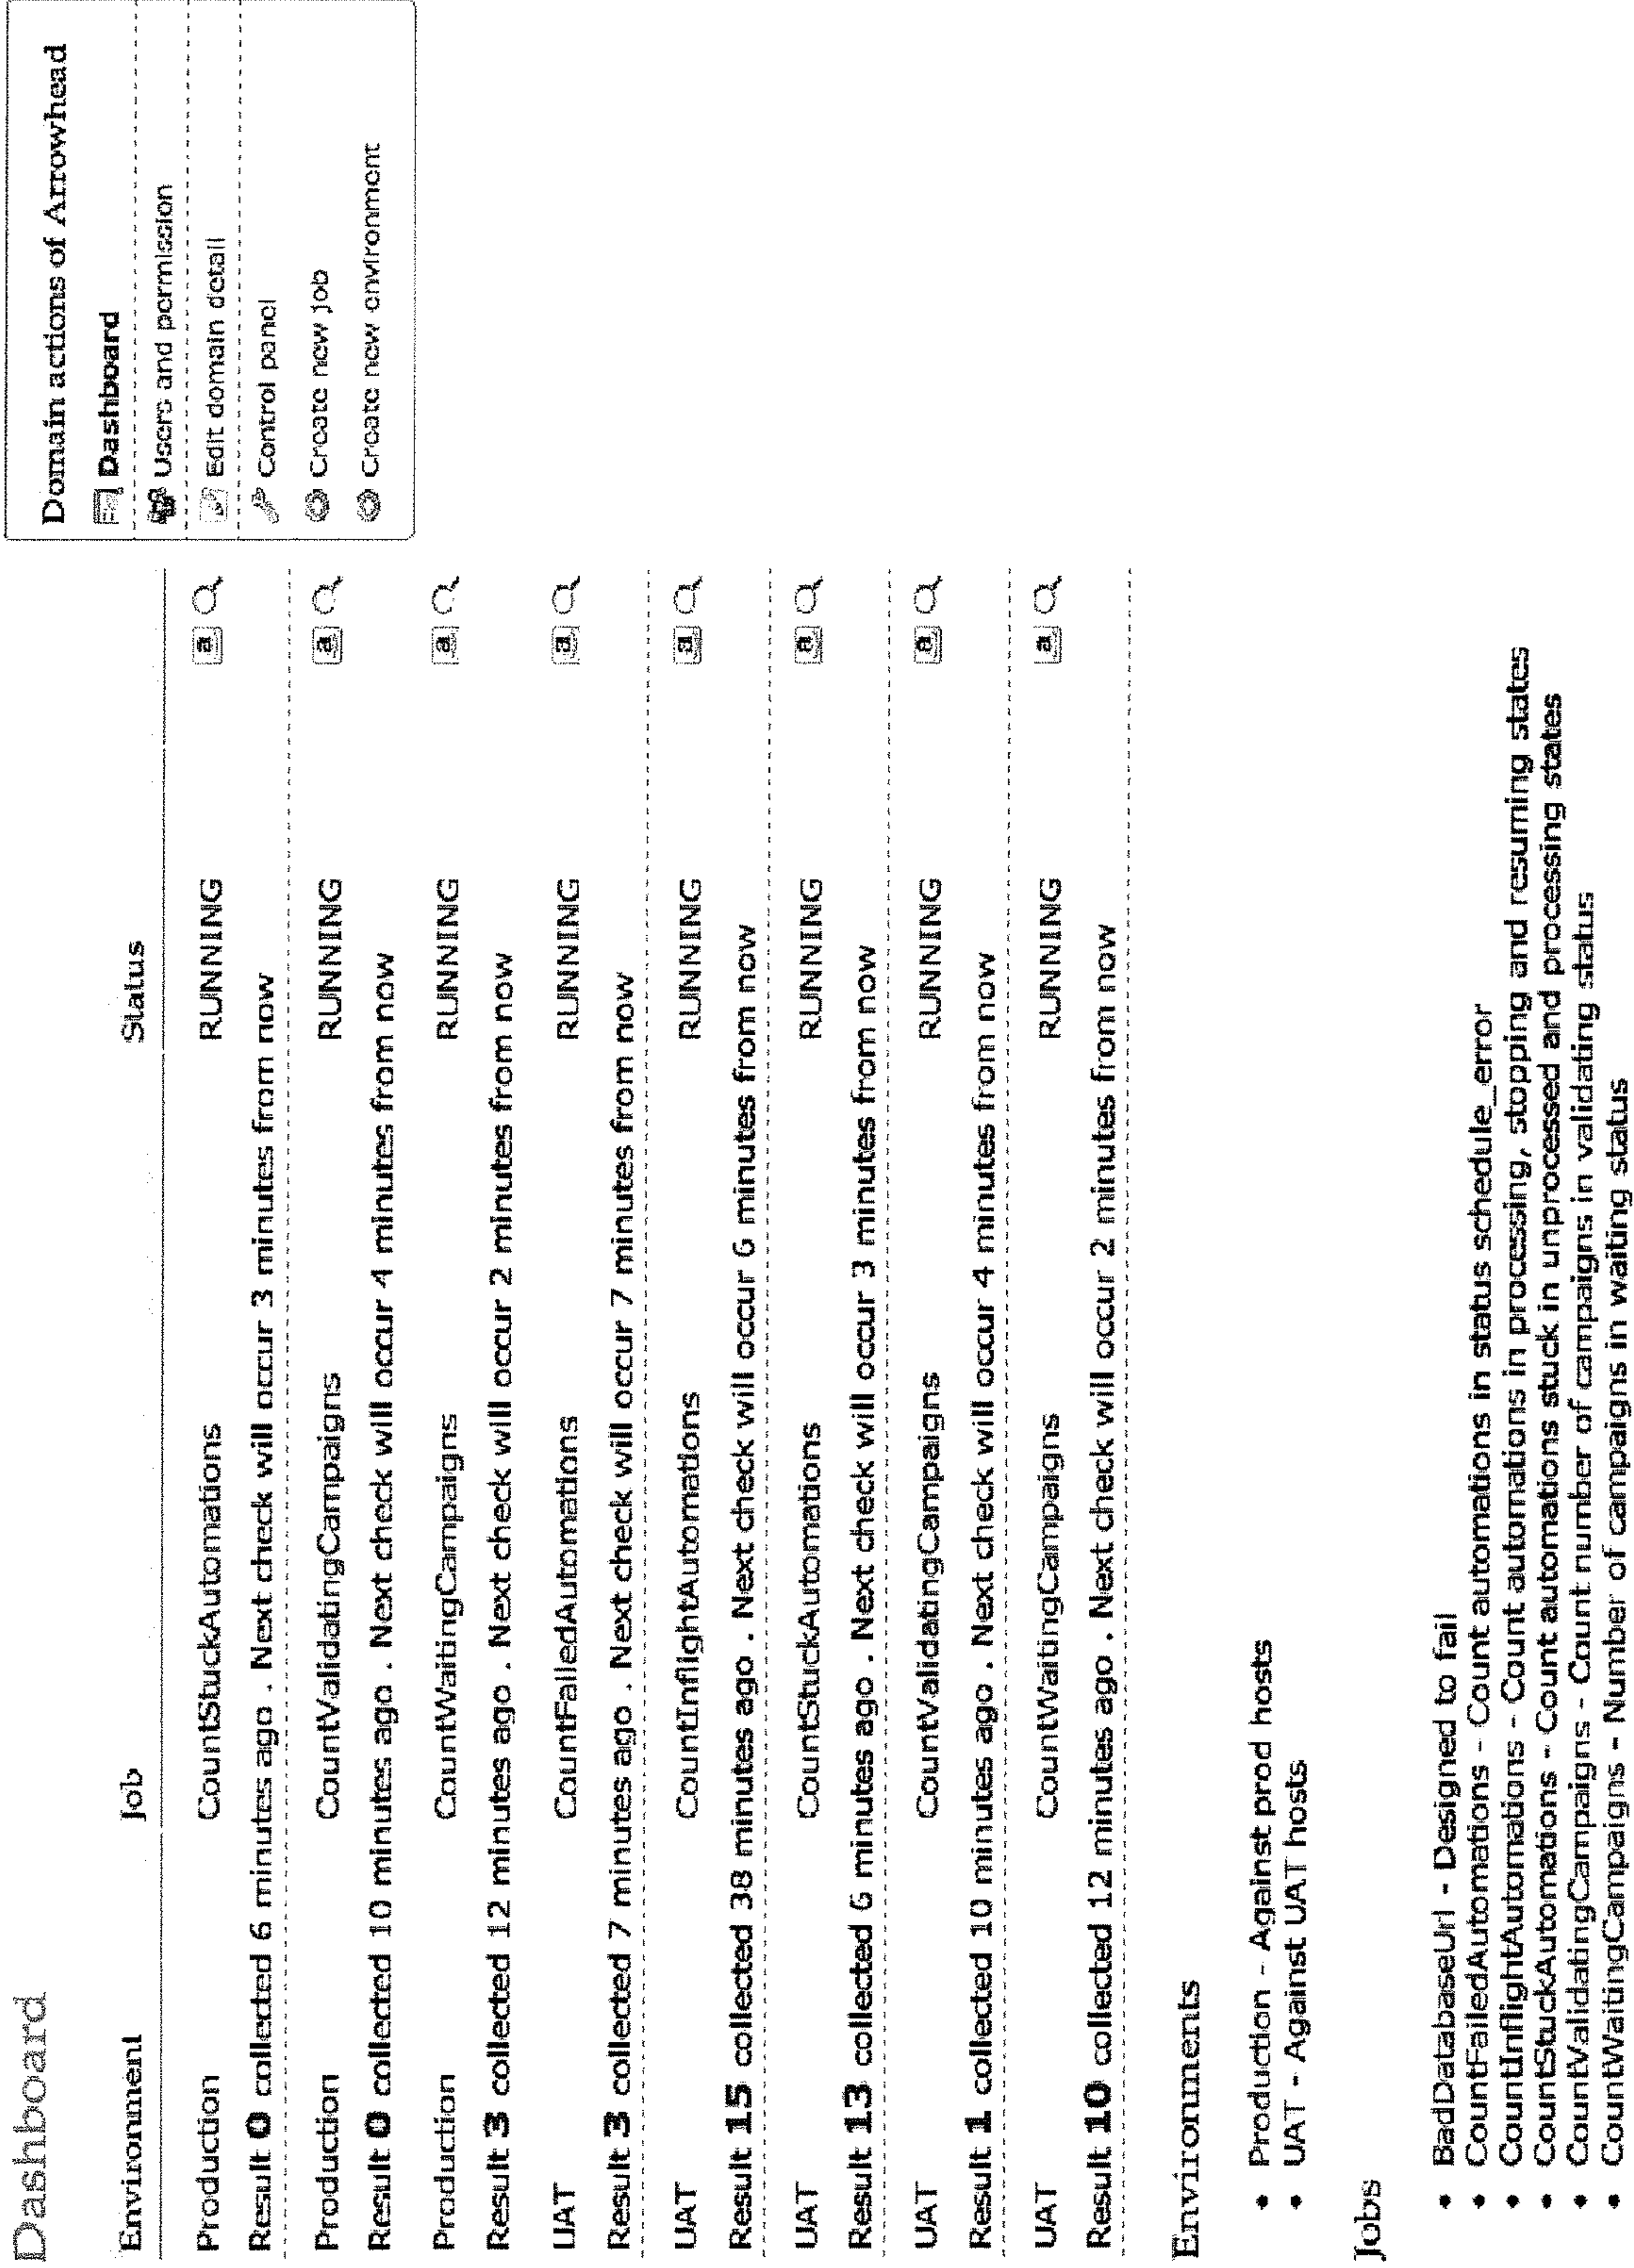 Dashboard
Environment Job Status
Production CountStuckAutomations RUNNING a
Result 0 collected 6 minutes ago . Next check will occur 3 minutes from now
Production CountValidatingCampaigns RUNNING a
Result 0 collected 10 minutes ago . Next check will occur 4 minutes from now
Production CountWaitingCampaigns RUNNING a
Result 3 collected 12 minutes ago . Next check will occur 2 minutes from now
UAT CountFailedAutomations RUNNING a
Result 3 collected 7 minutes ago . Next check will occur 7 minutes from now
UAT CountInflightAutomations RUNNING a
Result 15 collected 38 minutes ago . Next check will occur 6 minutes from now
UAT CountStuckAutomations RUNNING a
Result 13 collected 6 minutes ago . Next check will occur 3 minutes from now
UAT CountValidatingCampaigns RUNNING a
Result 1 collected 10 minutes ago . Next check will occur 4 minutes from now
UAT CountWaitingCampaigns RUNNING a
Result 10 collected 12 minutes ago . Next check will occur 2 minutes from now
Environments
• Production - Against prod hosts
• UAT - Against UAT hosts
Jobs
• BadDatabaseUrl - Designed to fail
• CountFailedAutomations - Count automations in status schedule_error
• CountInflightAutomations - Count automations in processing, stopping and resuming states
• CountStuckAutomations - Count automations stuck in unprocessed and processing states
• CountValidatingCampaigns - Count number of campaigns in validating status
• CountWaitingCampaigns - Number of campaigns in waiting status
Domain actions of Arrowhead
Dashboard
Users and permission
Edit domain detail
Control panel
Create new job
Create new environment